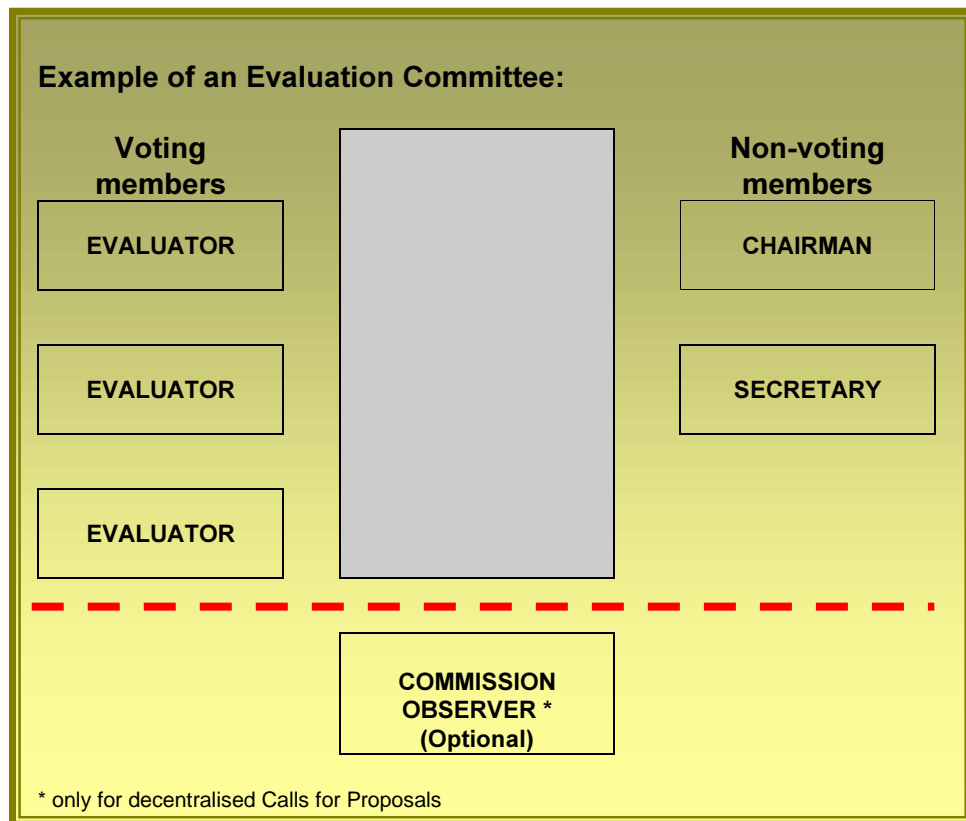 Example of an Evaluation Committee:
Voting
members
Non-voting
members
EVALUATOR
CHAIRMAN
EVALUATOR
SECRETARY
EVALUATOR
COMMISSION
OBSERVER *
(Optional)
* only for decentralised Calls for Proposals